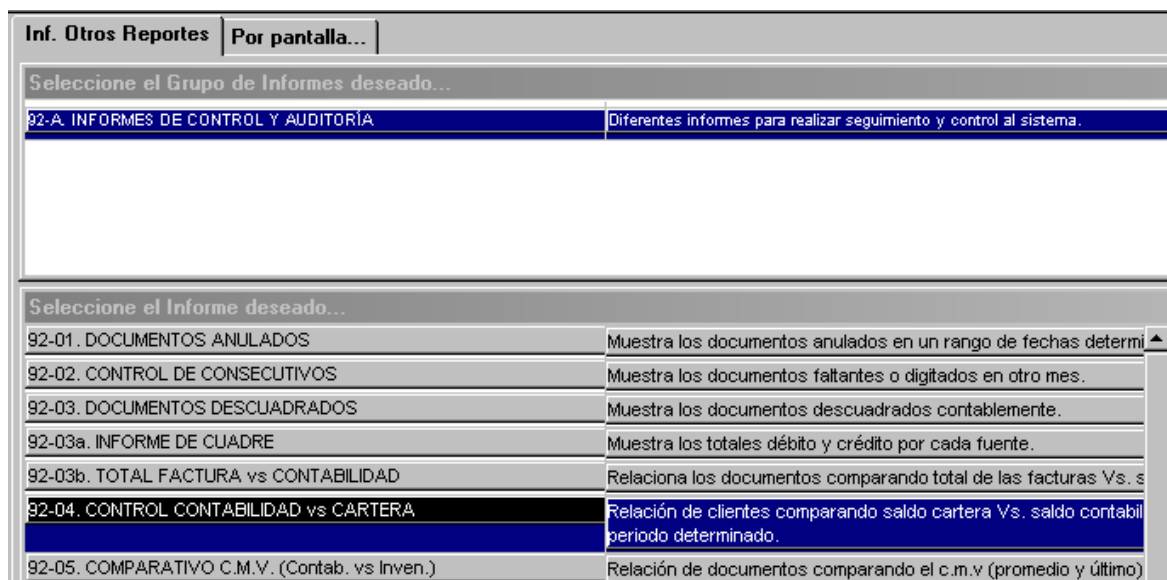 Inf. Otros Reportes Por pantalla...
Seleccione el Grupo de Informes deseado...
92-A. INFORMES DE CONTROL Y AUDITORÍA Diferentes informes para realizar seguimiento y control al sistema.
Seleccione el Informe deseado...
92-01. DOCUMENTOS ANULADOS Muestra los documentos anulados en un rango de fechas determi
92-02. CONTROL DE CONSECUTIVOS Muestra los documentos faltantes o digitados en otro mes.
92-03. DOCUMENTOS DESCUADRADOS Muestra los documentos descuadrados contablemente.
92-03a. INFORME DE CUADRE Muestra los totales débito y crédito por cada fuente.
92-03b. TOTAL FACTURA vs CONTABILIDAD Relaciona los documentos comparando total de las facturas Vs. s
92-04. CONTROL CONTABILIDAD vs CARTERA Relación de clientes comparando saldo cartera Vs. saldo contabil
periodo determinado.
92-05. COMPARATIVO C.M.V. (Contab. vs Inven.) Relación de documentos comparando el c.m.v (promedio y último)